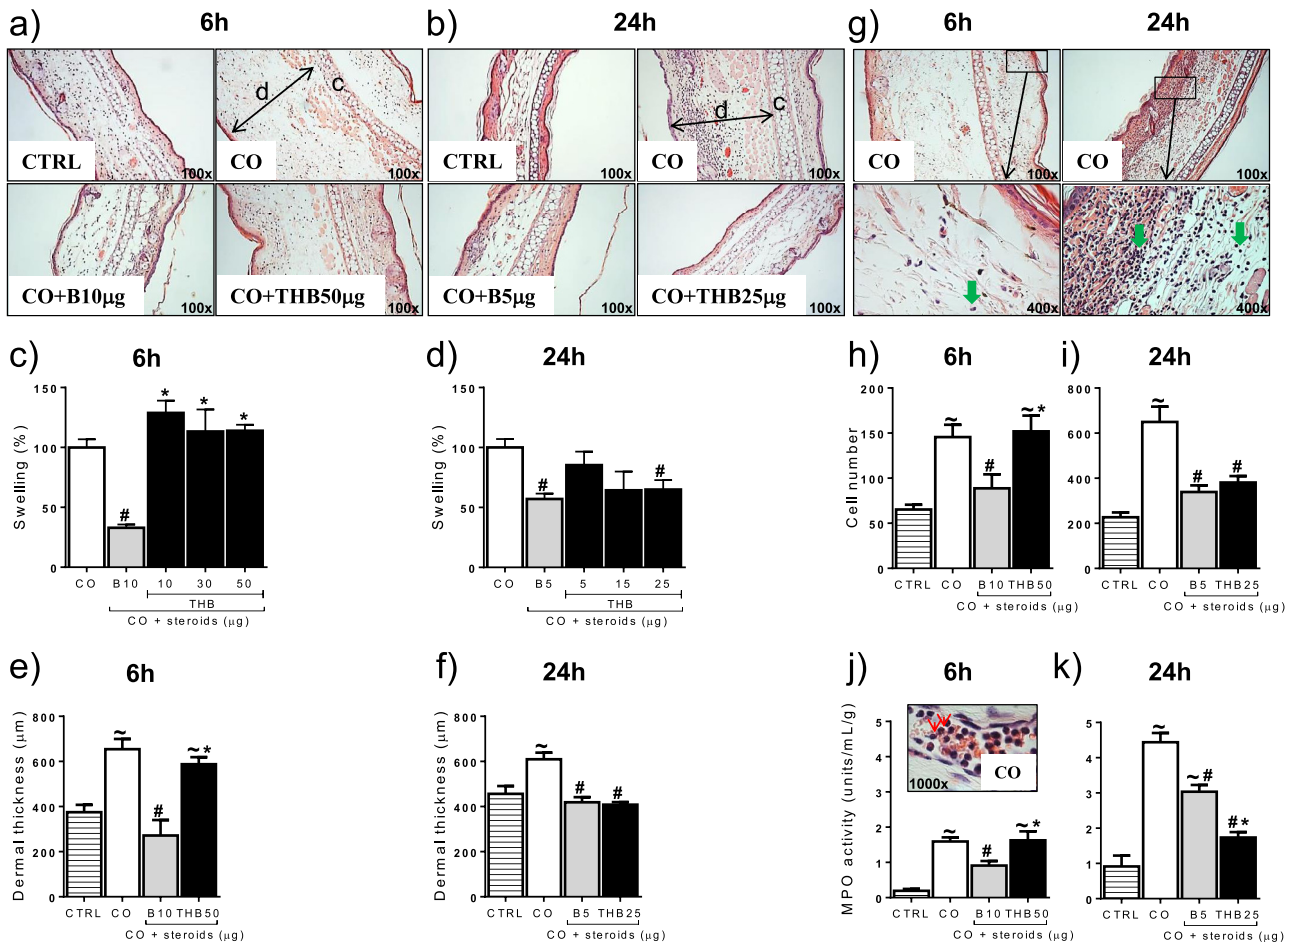 a) 6h b) 24h g) 6h 24h
d c d c
CTRL 100x CO 100x CTRL 100x CO 100x CO 100x CO 100x
CO+B10µg 100x CO+THB50µg 100x CO+B5µg 100x CO+THB25µg 100x 400x 400x
c) 6h
Swelling (%)
150
100
50
0
* * *
#
CO B10 10 30 50
THB
CO + steroids (µg)
d) 24h
Swelling (%)
150
100
50
0
# #
CO B5 5 15 25
THB
CO + steroids (µg)
h) 6h
Cell number
200
150
100
50
0
~ # ~*
CTRL CO B10 THB50
CO + steroids (µg)
i) 24h
800
600
400
200
0
~ # #
CTRL CO B5 THB25
CO + steroids (µg)
e) 6h
Dermal thickness (µm)
800
600
400
200
0
~ # ~*
CTRL CO B10 THB50
CO + steroids (µg)
f) 24h
Dermal thickness (µm)
800
600
400
200
0
~ # #
CTRL CO B5 THB25
CO + steroids (µg)
j) 6h
MPO activity (units/mL/g)
5
4
3
2
1
0
CO
1000x
~ # ~*
CTRL CO B10 THB50
CO + steroids (µg)
k) 24h
5
4
3
2
1
0
~ ~# #*
CTRL CO B5 THB25
CO + steroids (µg)